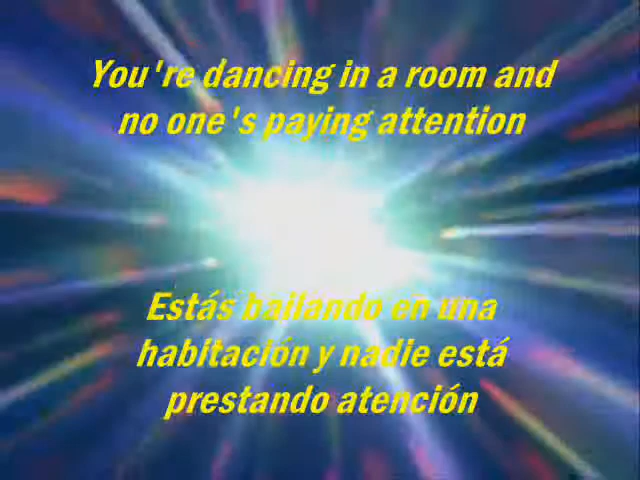 You're dancing in a room and
no one's paying attention
Estás bailando en una
habitación y nadie está
prestando atención